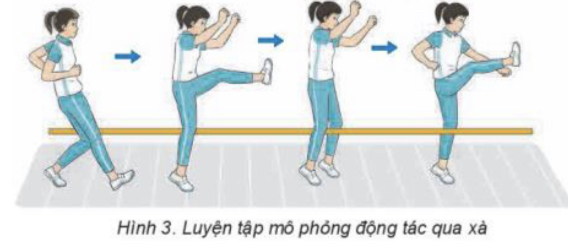 Hình 3. Luyện tập mô phỏng động tác qua xà